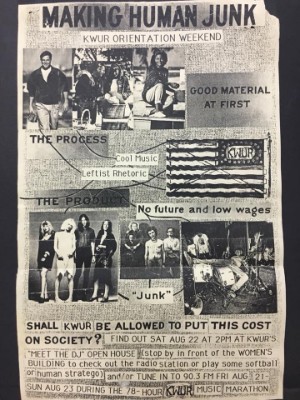 MAKING HUMAN JUNK
KWUR ORIENTATION WEEKEND
GOOD MATERIAL
AT FIRST
THE PROCESS
Cool Music
Leftist Rhetoric
KWUR
THE PRODUCT
No future and low wages
"Junk"
SHALL KWUR BE ALLOWED TO PUT THIS COST
ON SOCIETY? FIND OUT SAT AUG 22 AT 2PM AT KWUR'S
"MEET THE DJ" OPEN HOUSE (stop by in front of the WOMEN'S
BUILDING to check out the radio station or play some softball
or human stratego) and/or TUNE IN TO 90.3 FM FRI AUG 21-
SUN AUG 23 DURING THE 78-HOUR KWUR MUSIC MARATHON.